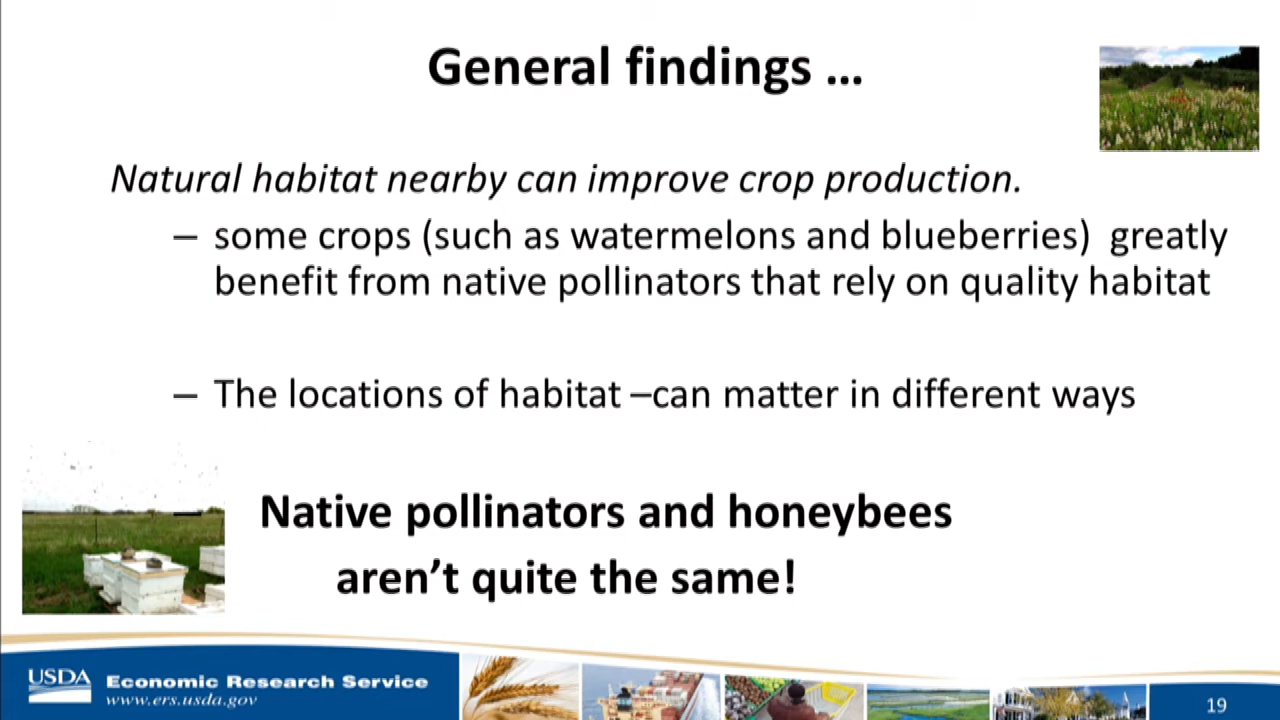 General findings …
Natural habitat nearby can improve crop production.
– some crops (such as watermelons and blueberries) greatly
benefit from native pollinators that rely on quality habitat
– The locations of habitat –can matter in different ways
– Native pollinators and honeybees
aren’t quite the same!
USDA Economic Research Service
www.ers.usda.gov
19